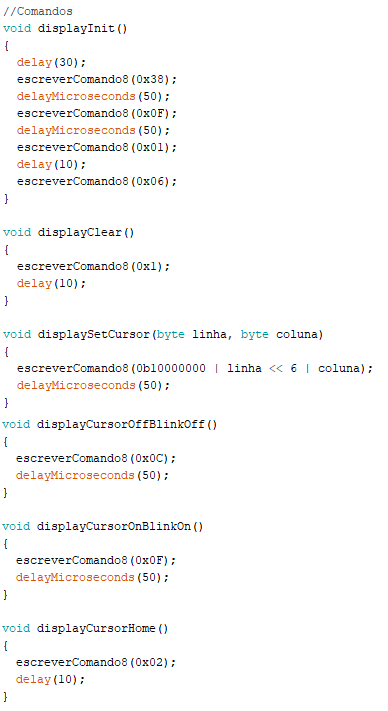 //Comandos
void displayInit()
{
  delay(30);
  escreverComando8(0x38);
  delayMicroseconds(50);
  escreverComando8(0x0F);
  delayMicroseconds(50);
  escreverComando8(0x01);
  delay(10);
  escreverComando8(0x06);
}

void displayClear()
{
  escreverComando8(0x1);
  delay(10);
}

void displaySetCursor(byte linha, byte coluna)
{
  escreverComando8(0b10000000 | linha << 6 | coluna);
  delayMicroseconds(50);
}
void displayCursorOffBlinkOff()
{
  escreverComando8(0x0C);
  delayMicroseconds(50);
}

void displayCursorOnBlinkOn()
{
  escreverComando8(0x0F);
  delayMicroseconds(50);
}

void displayCursorHome()
{
  escreverComando8(0x02);
  delay(10);
}